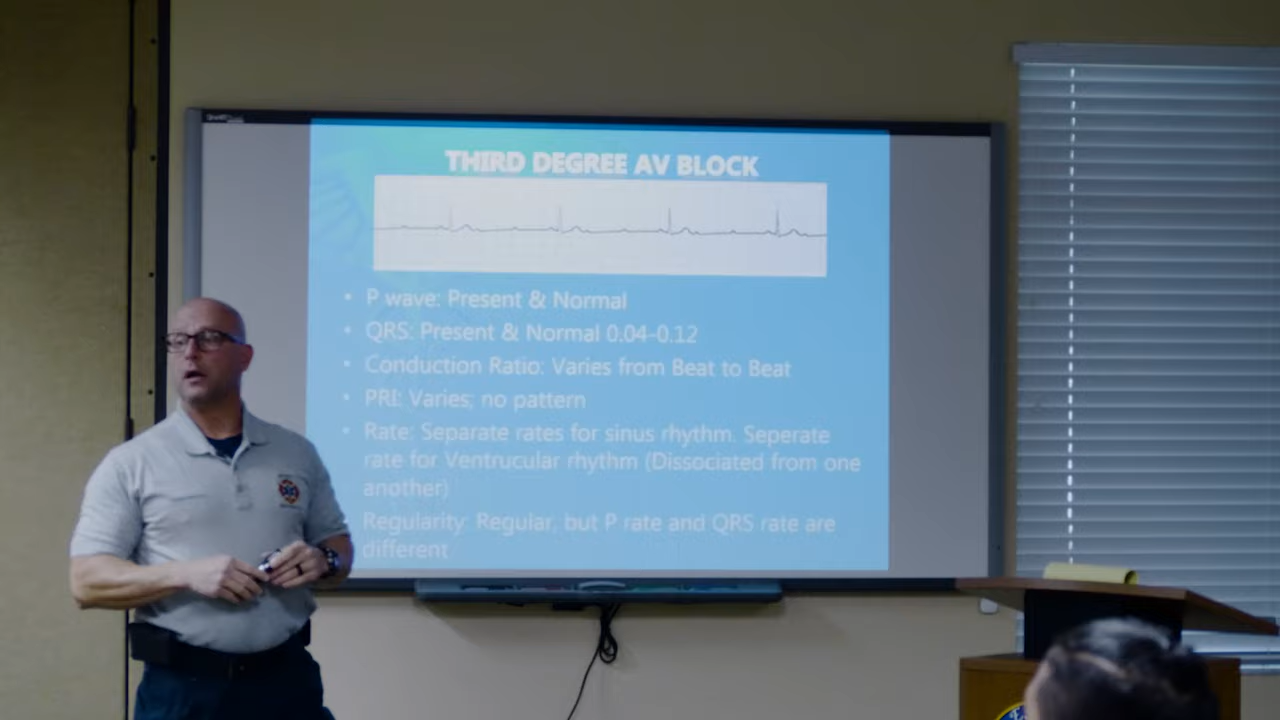 THIRD DEGREE AV BLOCK
• P wave: Present & Normal
• QRS: Present & Normal 0.04-0.12
• Conduction Ratio: Varies from Beat to Beat
• PRI: Varies; no pattern
• Rate: Separate rates for sinus rhythm. Seperate
rate for Ventrucular rhythm (Dissociated from one
another)
Regularity: Regular, but P rate and QRS rate are
different